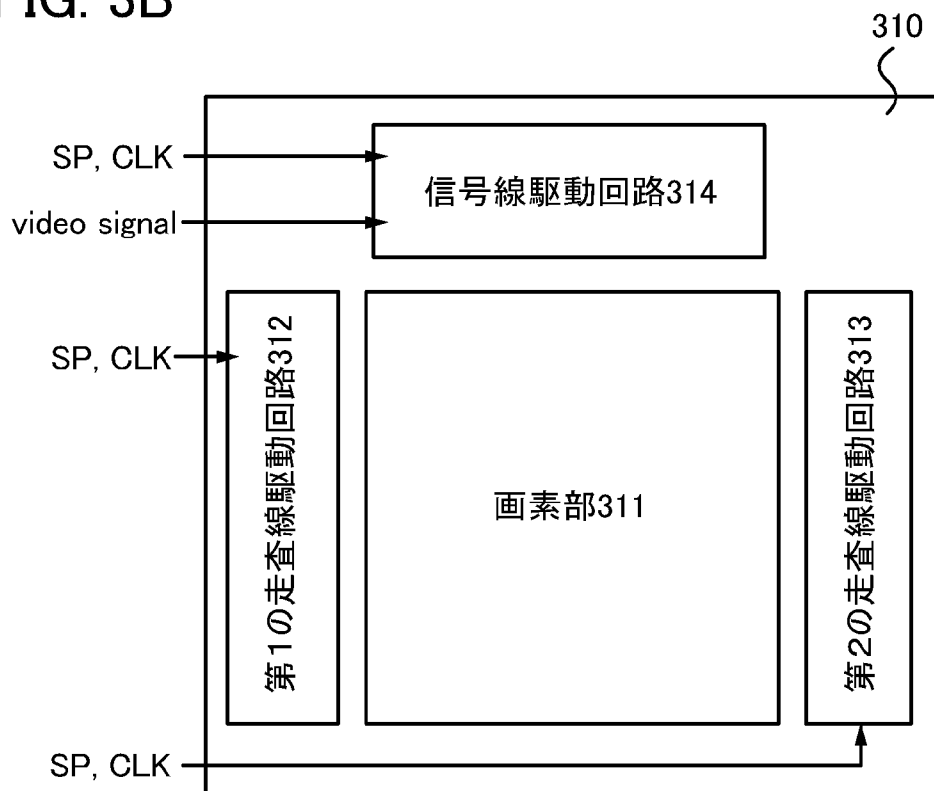 FIG. 3B
310
SP, CLK
信号線駆動回路314
video signal
SP, CLK
第1の走査線駆動回路312
画素部311
第2の走査線駆動回路313
SP, CLK